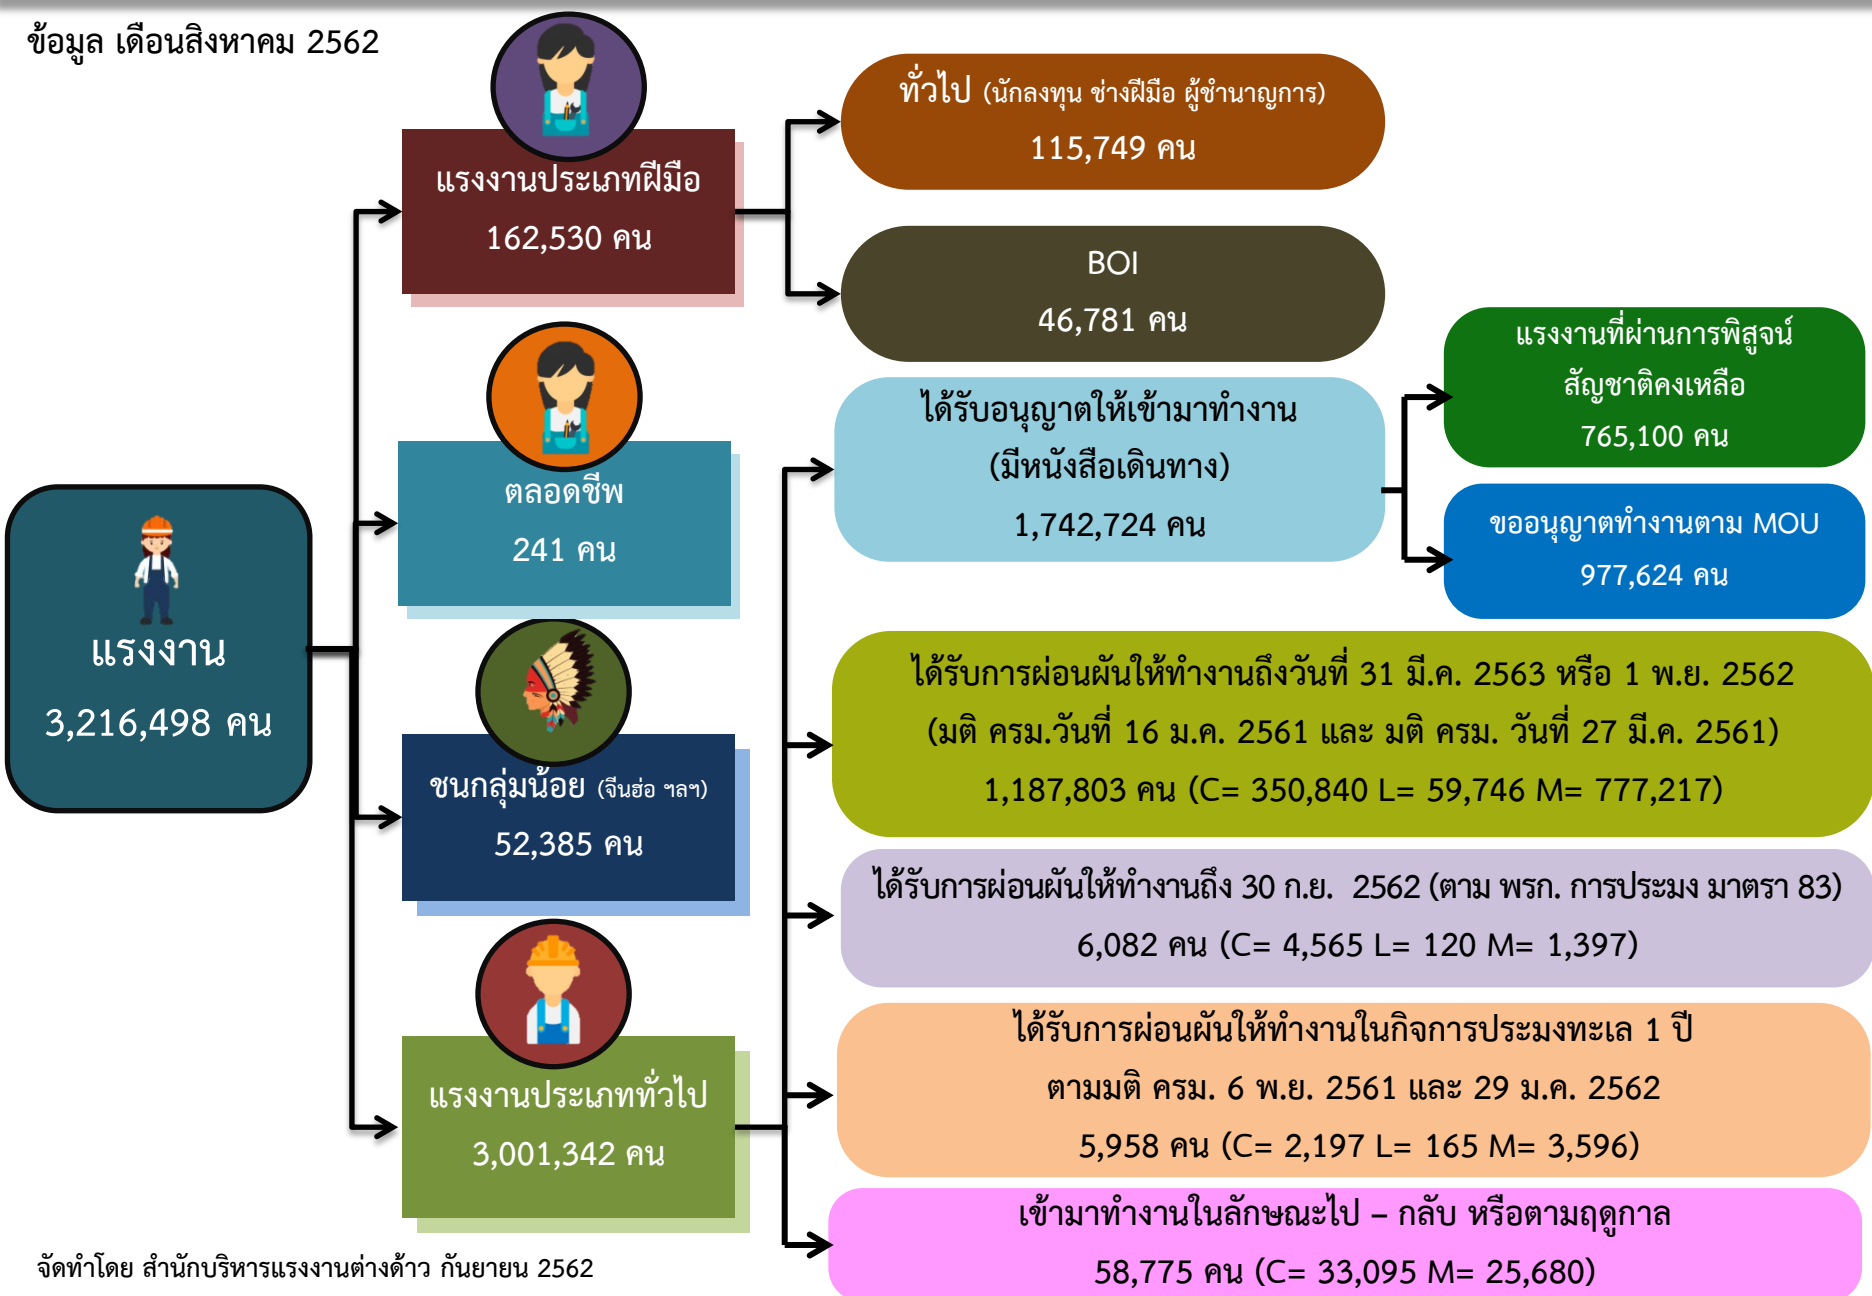 ข้อมูล เดือนสิงหาคม 2562
แรงงาน
3,216,498 คน
แรงงานประเภทฝีมือ
162,530 คน
ทั่วไป (นักลงทุน ช่างฝีมือ ผู้ชำนาญการ)
115,749 คน
BOI
46,781 คน
ตลอดชีพ
241 คน
ชนกลุ่มน้อย (จีนฮ่อ ฯลฯ)
52,385 คน
แรงงานประเภททั่วไป
3,001,342 คน
ได้รับอนุญาตให้เข้ามาทำงาน
(มีหนังสือเดินทาง)
1,742,724 คน
แรงงานที่ผ่านการพิสูจน์
สัญชาติคงเหลือ
765,100 คน
ขออนุญาตทำงานตาม MOU
977,624 คน
ได้รับการผ่อนผันให้ทำงานถึงวันที่ 31 มี.ค. 2563 หรือ 1 พ.ย. 2562
(มติ ครม.วันที่ 16 ม.ค. 2561 และ มติ ครม. วันที่ 27 มี.ค. 2561)
1,187,803 คน (C= 350,840 L= 59,746 M= 777,217)
ได้รับการผ่อนผันให้ทำงานถึง 30 ก.ย. 2562 (ตาม พรก. การประมง มาตรา 83)
6,082 คน (C= 4,565 L= 120 M= 1,397)
ได้รับการผ่อนผันให้ทำงานในกิจการประมงทะเล 1 ปี
ตามมติ ครม. 6 พ.ย. 2561 และ 29 ม.ค. 2562
5,958 คน (C= 2,197 L= 165 M= 3,596)
เข้ามาทำงานในลักษณะไป – กลับ หรือตามฤดูกาล
58,775 คน (C= 33,095 M= 25,680)
จัดทำโดย สำนักบริหารแรงงานต่างด้าว กันยายน 2562